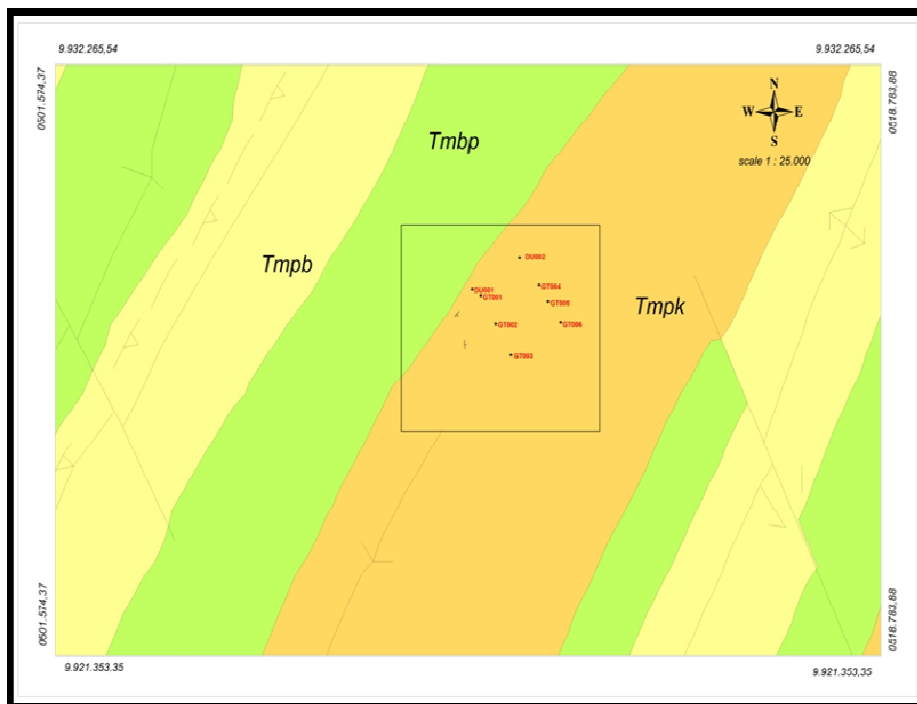 9.932.265,54
9.932.265,54
0501.574,37
0518.783,88
N
W
E
S
scale 1 : 25.000
Tmbp
Tmpb
Tmpk
OU002
OU001
GT001
GT004
GT005
GT002
GT006
GT003
0501.574,37
0518.783,88
9.921.353,35
9.921.353,35